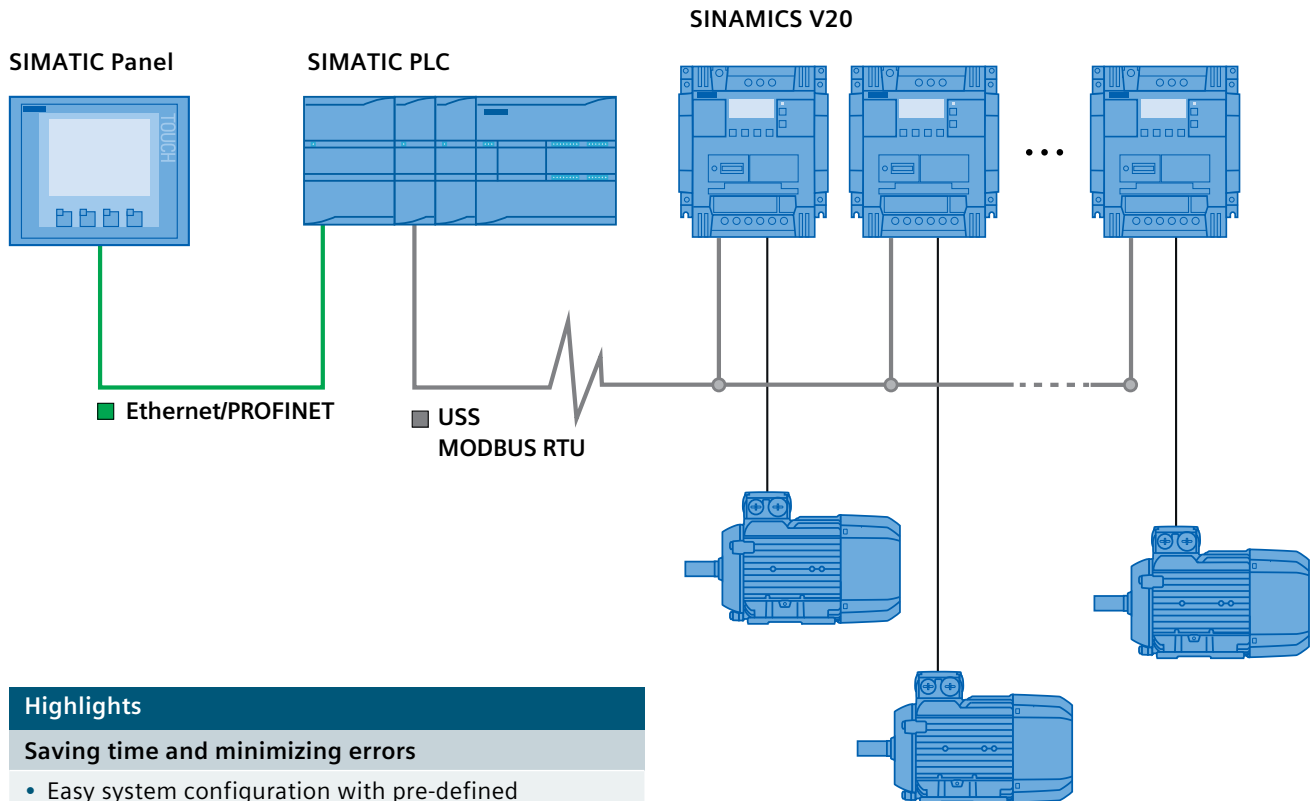 SINAMICS V20
SIMATIC Panel
SIMATIC PLC
TOUCH
...
Ethernet/PROFINET
USS
MODBUS RTU
Highlights
Saving time and minimizing errors
• Easy system configuration with pre-defined